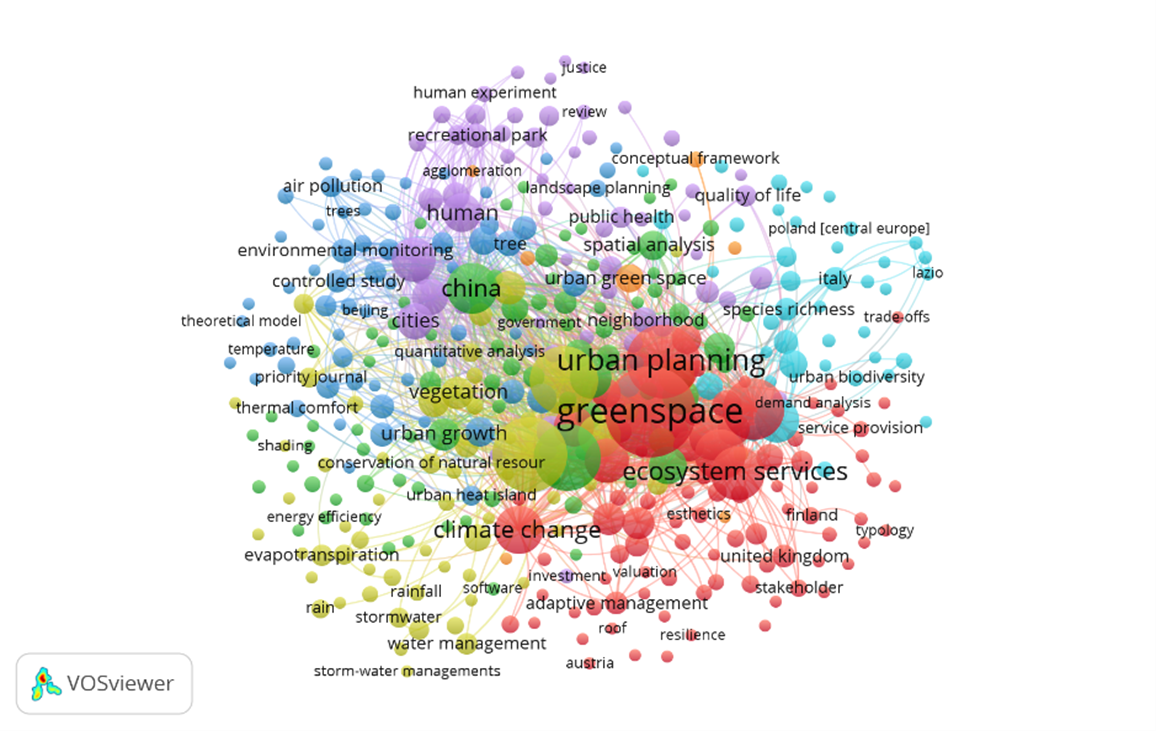 justice
human experiment
review
recreational park
conceptual framework
agglomeration
air pollution
landscape planning
quality of life
trees
human
public health
poland [central europe]
tree
spatial analysis
environmental monitoring
lazio
urban green space
italy
controlled study
china
species richness
beijing
trade-offs
theoretical model
cities
government
neighborhood
temperature
quantitative analysis
urban planning
priority journal
urban biodiversity
vegetation
demand analysis
thermal comfort
greenspace
service provision
urban growth
shading
conservation of natural resour
ecosystem services
urban heat island
energy efficiency
esthetics
finland
climate change
typology
evapotranspiration
united kingdom
investment
valuation
software
stakeholder
rainfall
rain
adaptive management
stormwater
roof
resilience
water management
austria
storm-water managements
VOSviewer